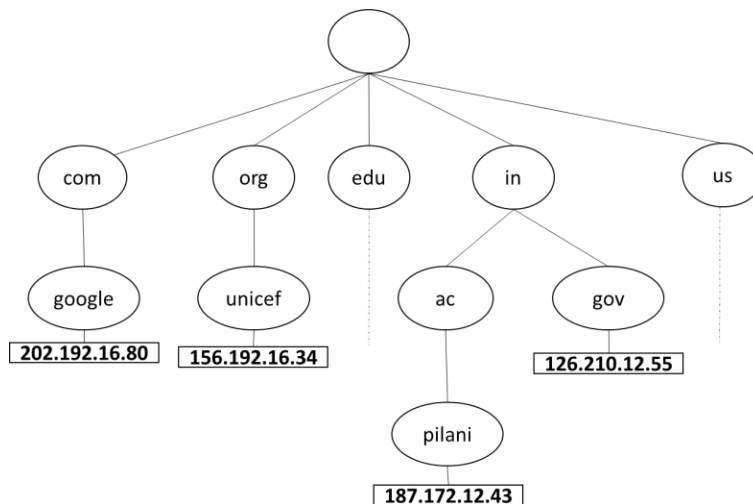 com
org
edu
in
us
google
unicef
ac
gov
202.192.16.80
156.192.16.34
126.210.12.55
pilani
187.172.12.43